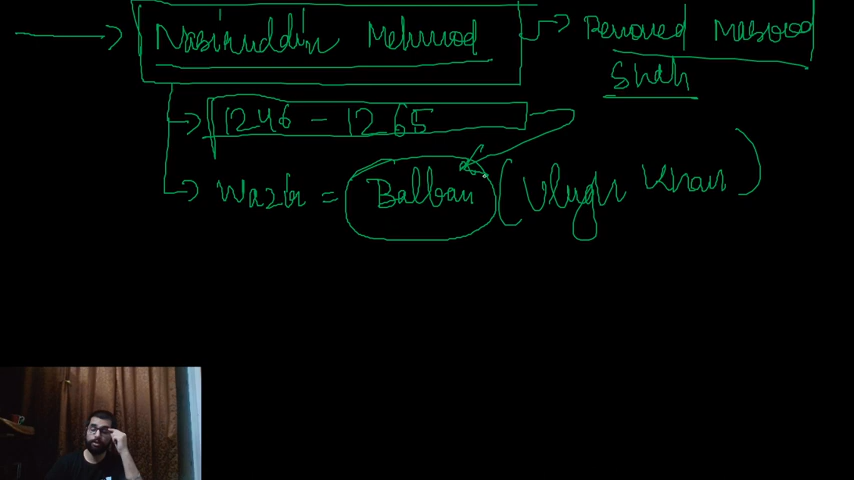 Nasiruddin Mehmood Removed Masood
Shah
1246 - 1265
Wazir = Balban (Ulugh Khan)